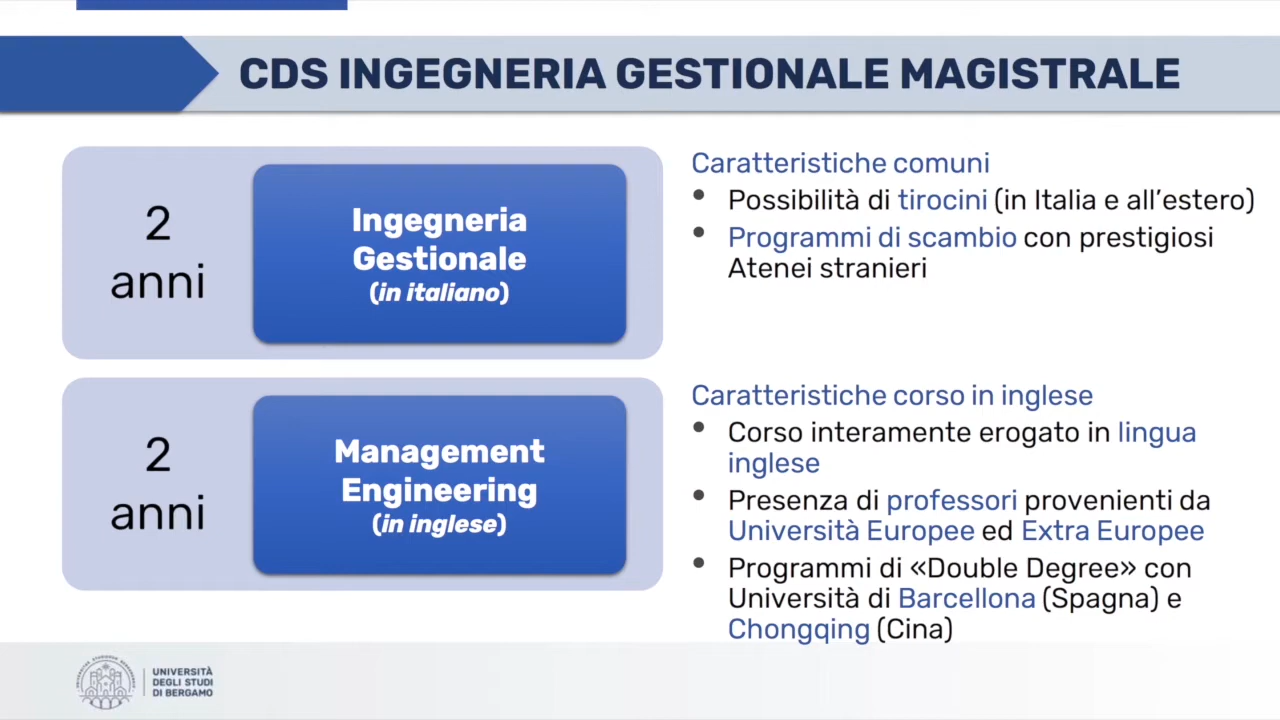 CDS INGEGNERIA GESTIONALE MAGISTRALE
2
anni
Ingegneria
Gestionale
(in italiano)
Caratteristiche comuni
• Possibilità di tirocini (in Italia e all'estero)
• Programmi di scambio con prestigiosi
Atenei stranieri
2
anni
Management
Engineering
(in inglese)
Caratteristiche corso in inglese
• Corso interamente erogato in lingua
inglese
• Presenza di professori provenienti da
Università Europee ed Extra Europee
• Programmi di «Double Degree» con
Università di Barcellona (Spagna) e
Chongqing (Cina)
UNIVERSITÀ
DEGLI STUDI
DI BERGAMO